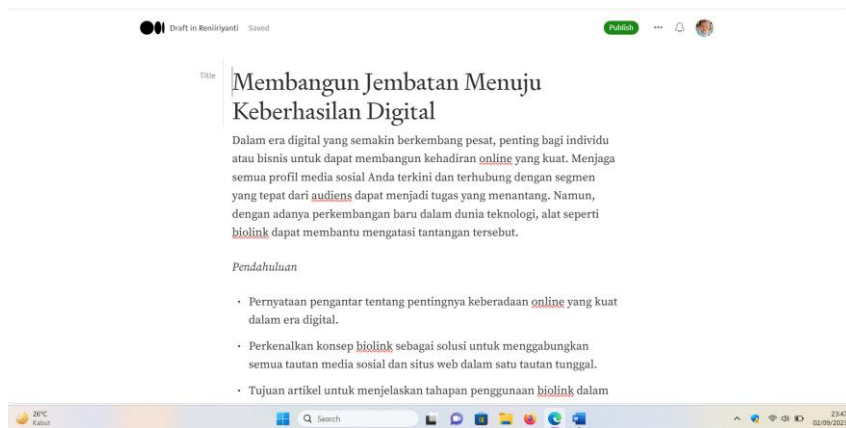 Draft in Reniiriyanti Saved
Publish
Title
Membangun Jembatan Menuju
Keberhasilan Digital
Dalam era digital yang semakin berkembang pesat, penting bagi individu
atau bisnis untuk dapat membangun kehadiran online yang kuat. Menjaga
semua profil media sosial Anda terkini dan terhubung dengan segmen
yang tepat dari audiens dapat menjadi tugas yang menantang. Namun,
dengan adanya perkembangan baru dalam dunia teknologi, alat seperti
biolink dapat membantu mengatasi tantangan tersebut.
Pendahuluan
• Pernyataan pengantar tentang pentingnya keberadaan online yang kuat
dalam era digital.
• Perkenalkan konsep biolink sebagai solusi untuk menggabungkan
semua tautan media sosial dan situs web dalam satu tautan tunggal.
• Tujuan artikel untuk menjelaskan tahapan penggunaan biolink dalam
26°C
Kabut
Search
23:47
02/09/2023